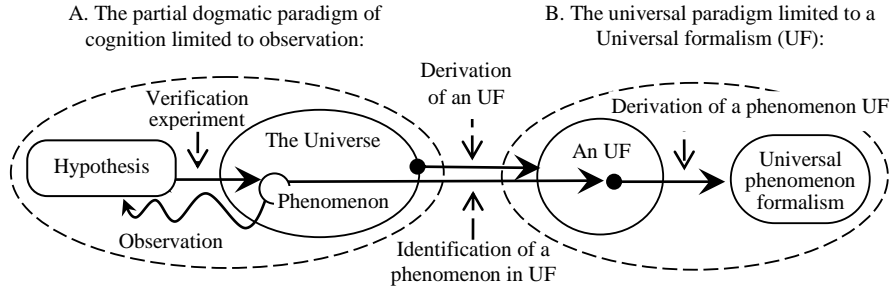 A. The partial dogmatic paradigm of
cognition limited to observation:
B. The universal paradigm limited to a
Universal formalism (UF):
Verification
experiment
The Universe
Hypothesis
Phenomenon
Observation
Derivation
of an UF
Identification of a
phenomenon in UF
Derivation of a phenomenon UF
An UF
Universal
phenomenon
formalism